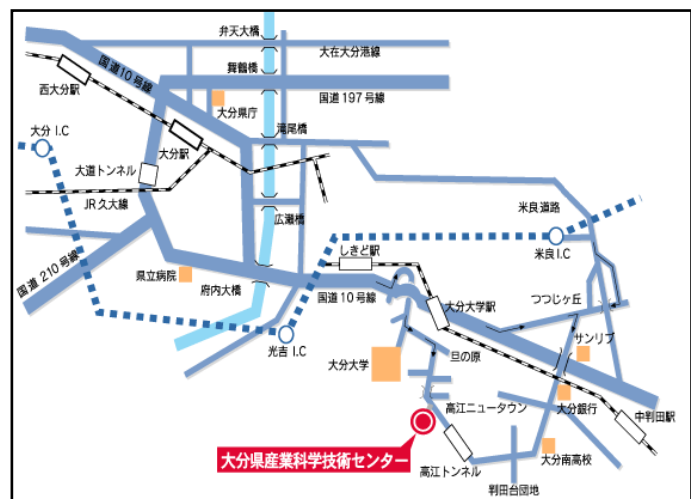 弁天大橋
大在大分港線
国道10号線
舞鶴橋
西大分駅
国道197号線
大分県庁
大分 I.C
滝尾橋
大分駅
大道トンネル
JR久大線
米良道路
広瀬橋
しきど駅
米良 I.C
国道 210号線
県立病院
府内大橋
国道10号線
大分大学駅
つつじヶ丘
光吉 I.C
サンリブ
大分大学
旦の原
高江ニュータウン
大分銀行
中判田駅
大分県産業科学技術センター
高江トンネル
大分南高校
判田台団地